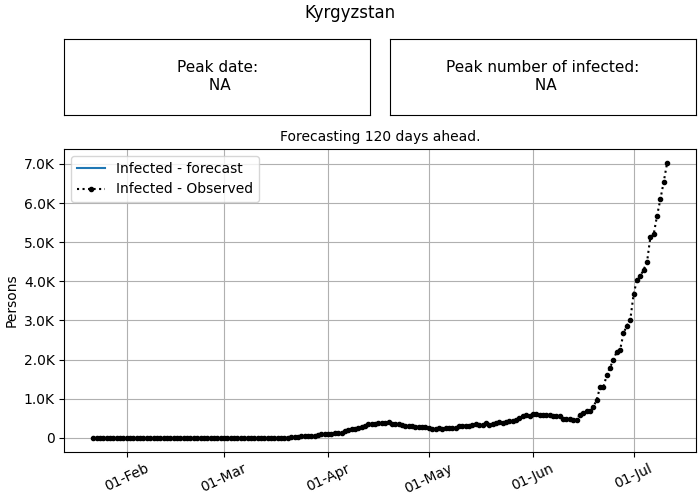 Kyrgyzstan
Peak date:
NA
Peak number of infected:
NA
Forecasting 120 days ahead.
Infected - forecast
Infected - Observed
7.0K
6.0K
5.0K
4.0K
3.0K
2.0K
1.0K
0
Persons
01-Feb
01-Mar
01-Apr
01-May
01-Jun
01-Jul